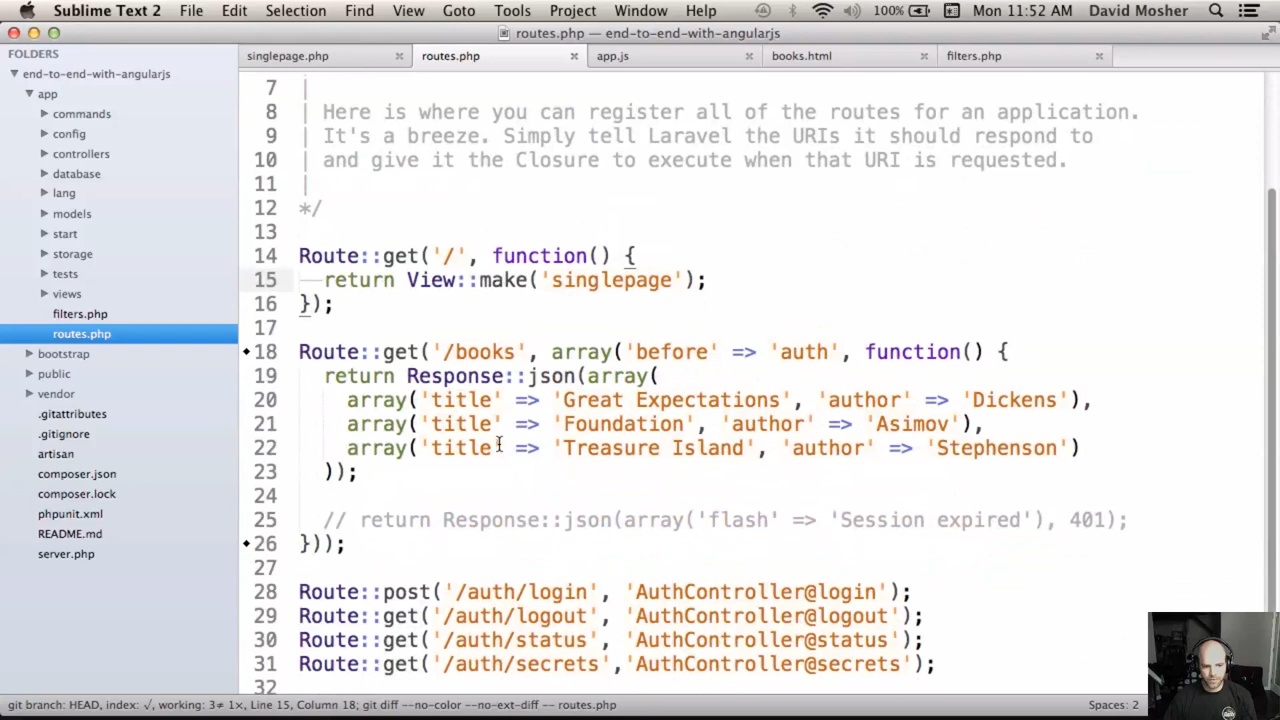 Sublime Text 2 File Edit Selection Find View Goto Tools Project Window Help 100% Mon 11:52 AM David Mosher
routes.php — end-to-end-with-angularjs
FOLDERS
end-to-end-with-angularjs
app
commands
config
controllers
database
lang
models
start
storage
tests
views
filters.php
routes.php
bootstrap
public
vendor
.gitattributes
.gitignore
artisan
composer.json
composer.lock
phpunit.xml
README.md
server.php
singlepage.php routes.php app.js books.html filters.php
7 |
8 | Here is where you can register all of the routes for an application.
9 | It's a breeze. Simply tell Laravel the URIs it should respond to
10 | and give it the Closure to execute when that URI is requested.
11 |
12 */
13
14 Route::get('/', function() {
15 return View::make('singlepage');
16 });
17
18 Route::get('/books', array('before' => 'auth', function() {
19 return Response::json(array(
20 array('title' => 'Great Expectations', 'author' => 'Dickens'),
21 array('title' => 'Foundation', 'author' => 'Asimov'),
22 array('title' => 'Treasure Island', 'author' => 'Stephenson')
23 ));
24
25 // return Response::json(array('flash' => 'Session expired'), 401);
26 }));
27
28 Route::post('/auth/login', 'AuthController@login');
29 Route::get('/auth/logout', 'AuthController@logout');
30 Route::get('/auth/status', 'AuthController@status');
31 Route::get('/auth/secrets','AuthController@secrets');
32
git branch: HEAD, index: √, working: 3≠ 1×, Line 15, Column 18; git diff --no-color --no-ext-diff -- routes.php Spaces: 2